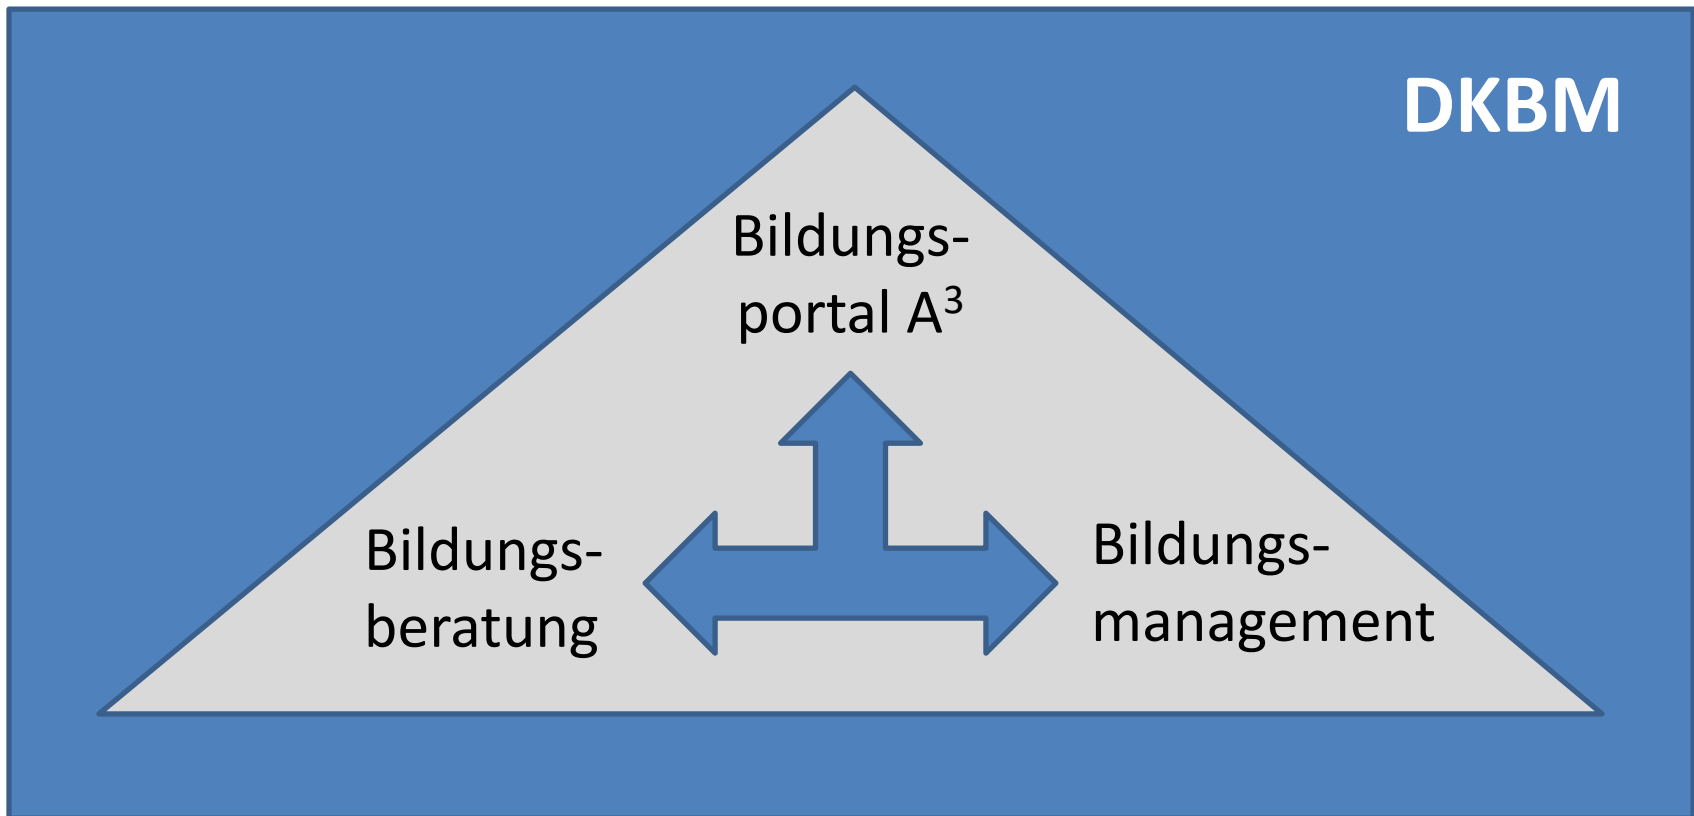 DKBM
Bildungs-
portal A³
Bildungs-
beratung
Bildungs-
management